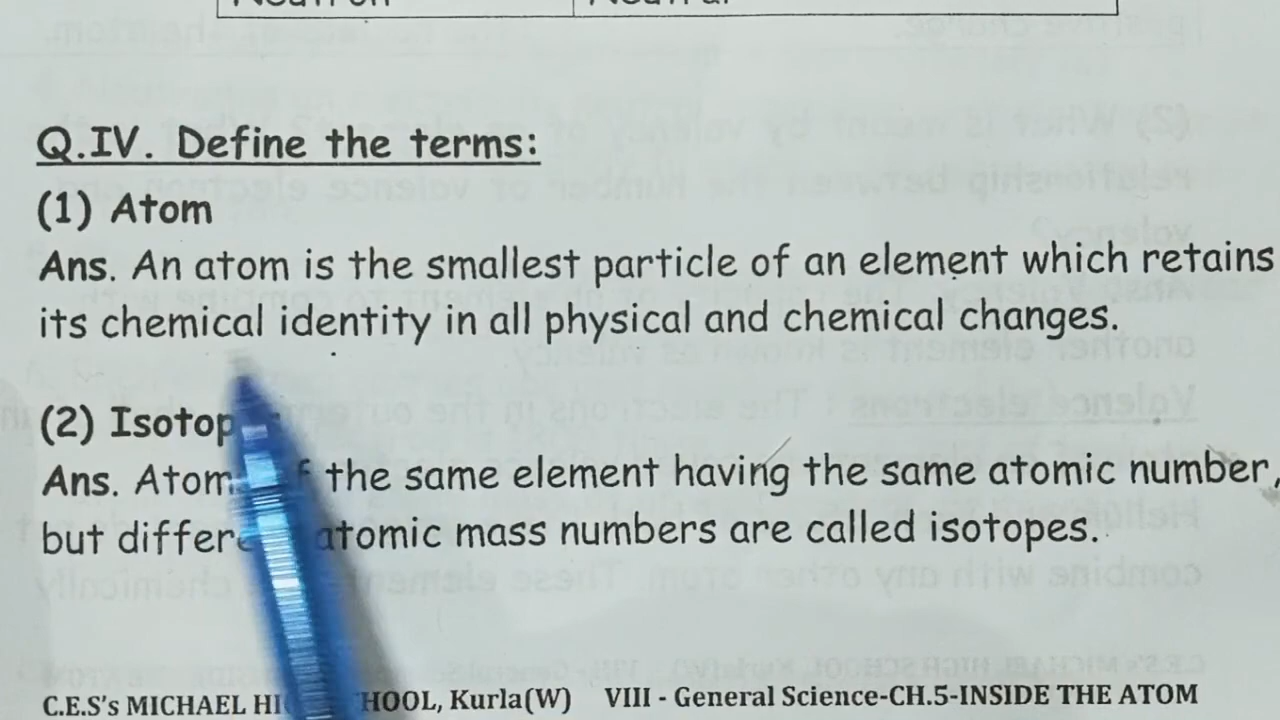 Neutron Neutral
Q.IV. Define the terms:
(1) Atom
Ans. An atom is the smallest particle of an element which retains
its chemical identity in all physical and chemical changes.
(2) Isotop
Ans. Atom the same element having the same atomic number,
but differe atomic mass numbers are called isotopes.
C.E.S's MICHAEL HI HOOL, Kurla(W) VIII - General Science-CH.5-INSIDE THE ATOM